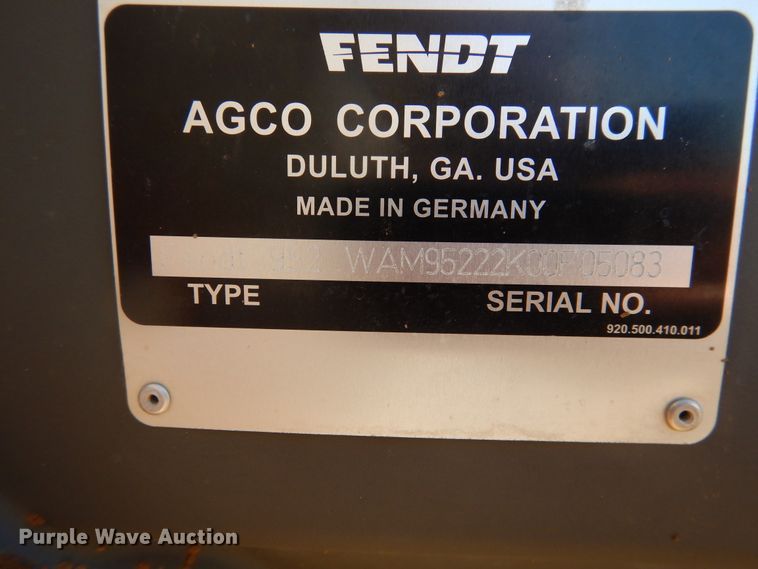 FENDT
AGCO CORPORATION
DULUTH, GA. USA
MADE IN GERMANY
WAM95222K00F05083
TYPE SERIAL NO.
920.500.410.011
Purple Wave Auction